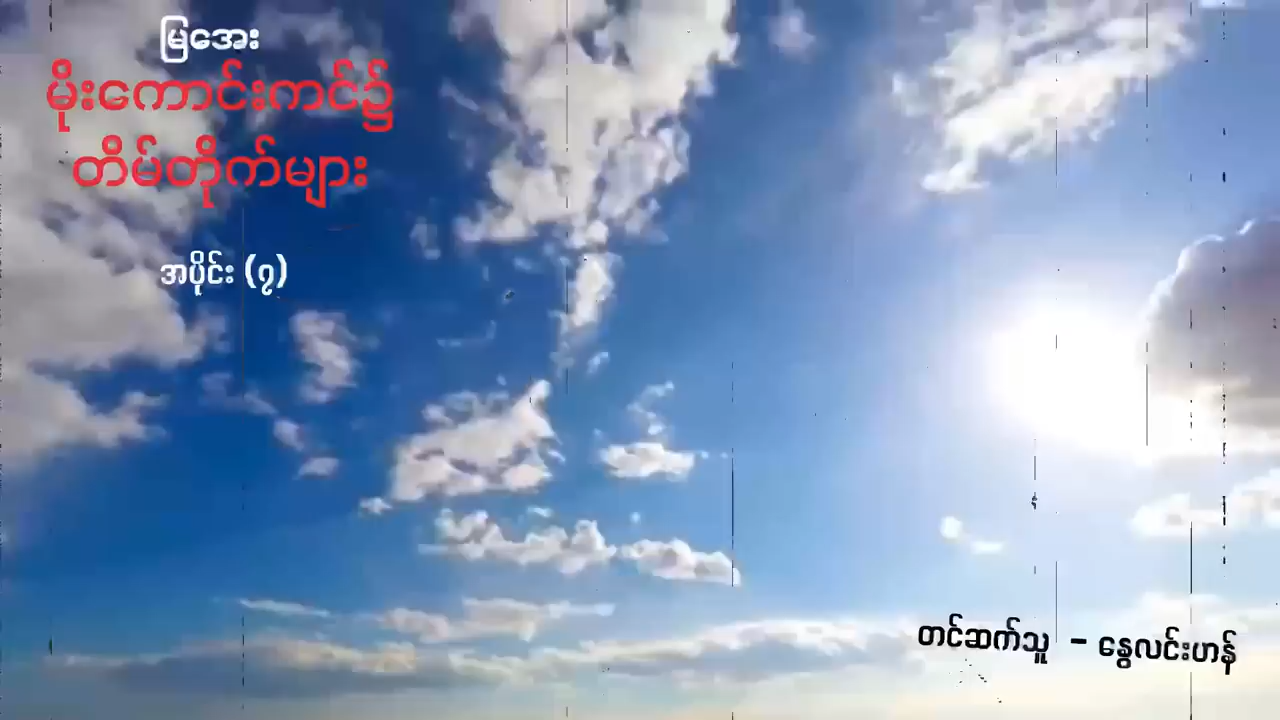 မြအေး
မိုးကောင်းကင်၌
တိမ်တိုက်များ
အပိုင်း (၇)
တင်ဆက်သူ - နွေလင်းဟန်